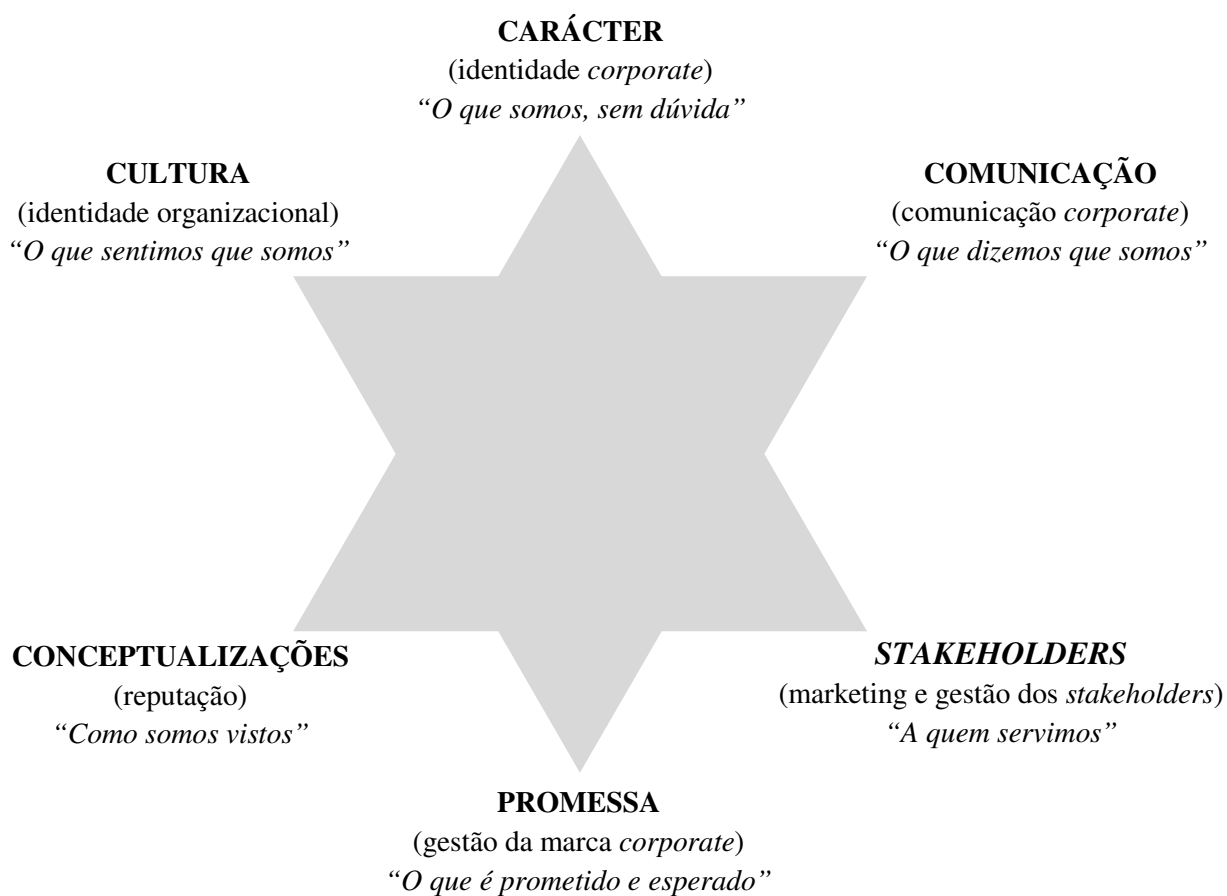 CARÁCTER
(identidade corporate)
“O que somos, sem dúvida”
CULTURA
(identidade organizacional)
“O que sentimos que somos”
COMUNICAÇÃO
(comunicação corporate)
“O que dizemos que somos”
CONCEPTUALIZAÇÕES
(reputação)
“Como somos vistos”
STAKEHOLDERS
(marketing e gestão dos stakeholders)
“A quem servimos”
PROMESSA
(gestão da marca corporate)
“O que é prometido e esperado”